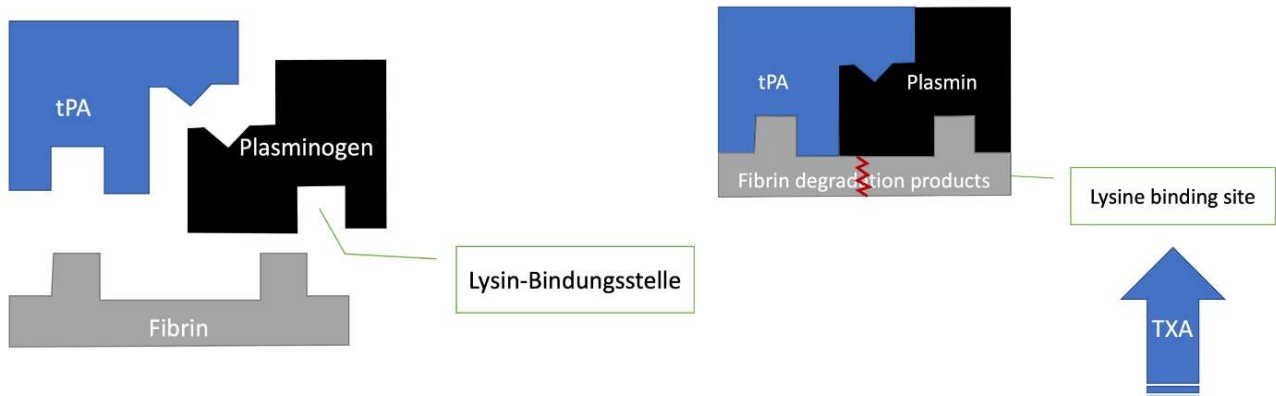 tPA
Plasminogen
Lysin-Bindungsstelle
Fibrin
tPA
Plasmin
Fibrin degradation products
Lysine binding site
TXA